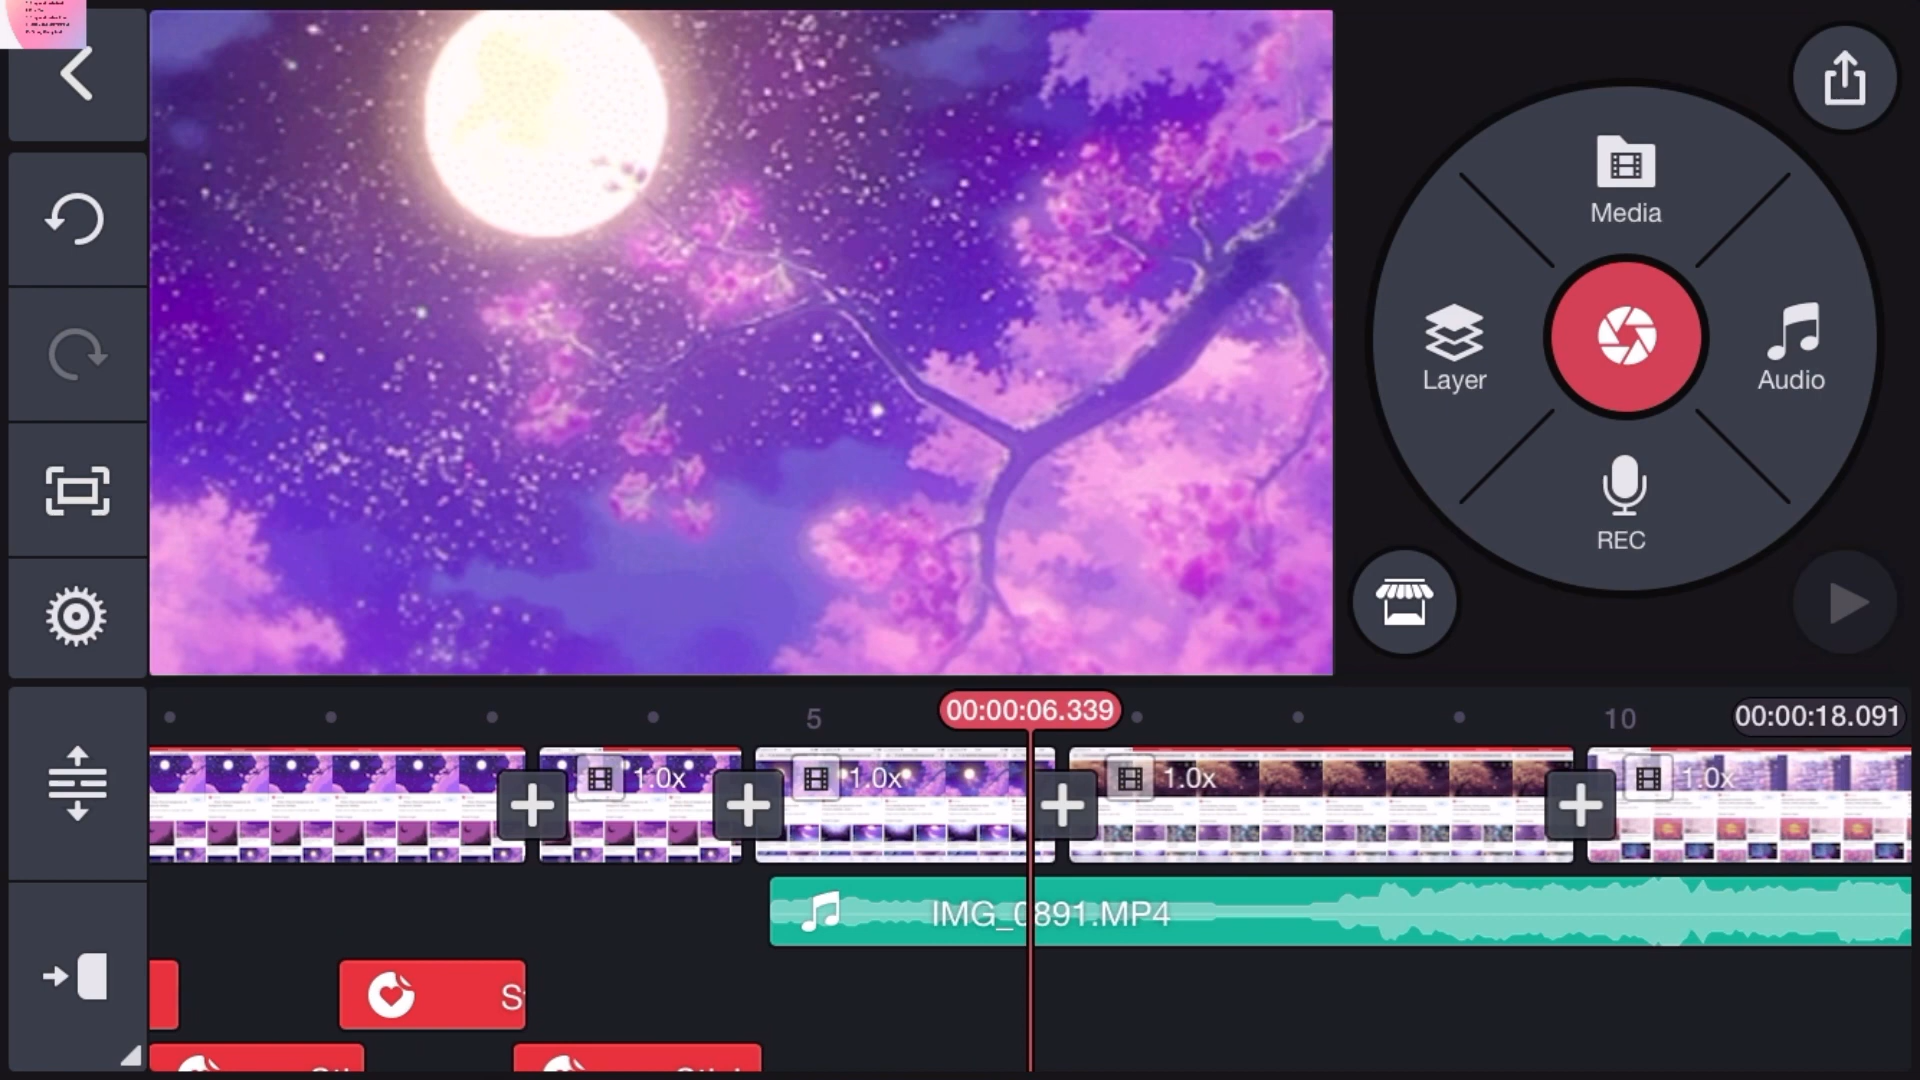 Media
Layer
Audio
REC
5
00:00:06.339
10
00:00:18.091
1.0x
1.0x
1.0x
1.0x
IMG_0891.MP4